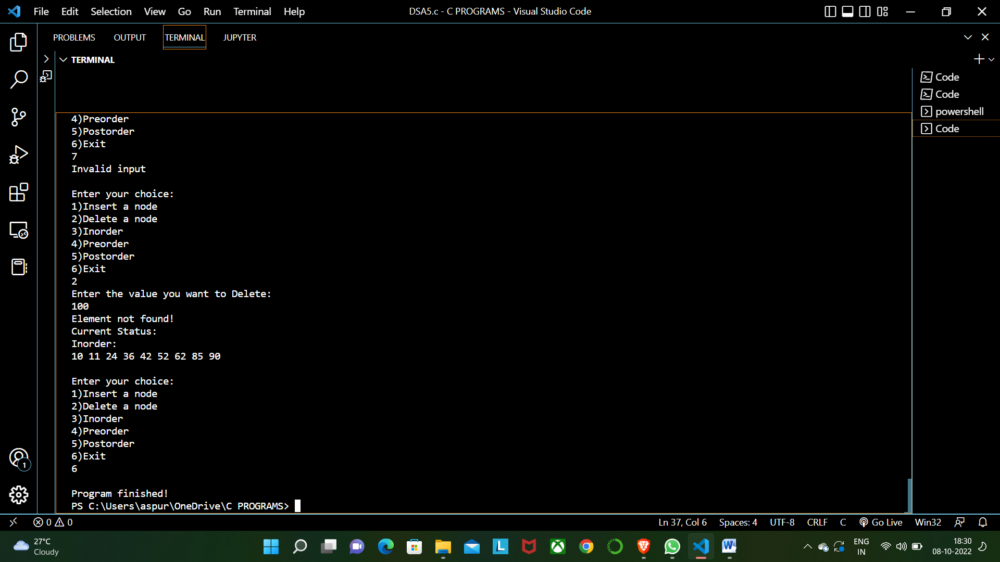 File Edit Selection View Go Run Terminal Help
DSA5.c - C PROGRAMS - Visual Studio Code
PROBLEMS OUTPUT TERMINAL JUPYTER
TERMINAL
Code
Code
powershell
Code
4)Preorder
5)Postorder
6)Exit
7
Invalid input
Enter your choice:
1)Insert a node
2)Delete a node
3)Inorder
4)Preorder
5)Postorder
6)Exit
2
Enter the value you want to Delete:
100
Element not found!
Current Status:
Inorder:
10 11 24 36 42 52 62 85 90
Enter your choice:
1)Insert a node
2)Delete a node
3)Inorder
4)Preorder
5)Postorder
6)Exit
6
Program finished!
PS C:\Users\aspur\OneDrive\C PROGRAMS>
1
0 0
Ln 37, Col 6 Spaces: 4 UTF-8 CRLF C Go Live Win32
27°C
Cloudy
L
W
ENG
IN
18:30
08-10-2022